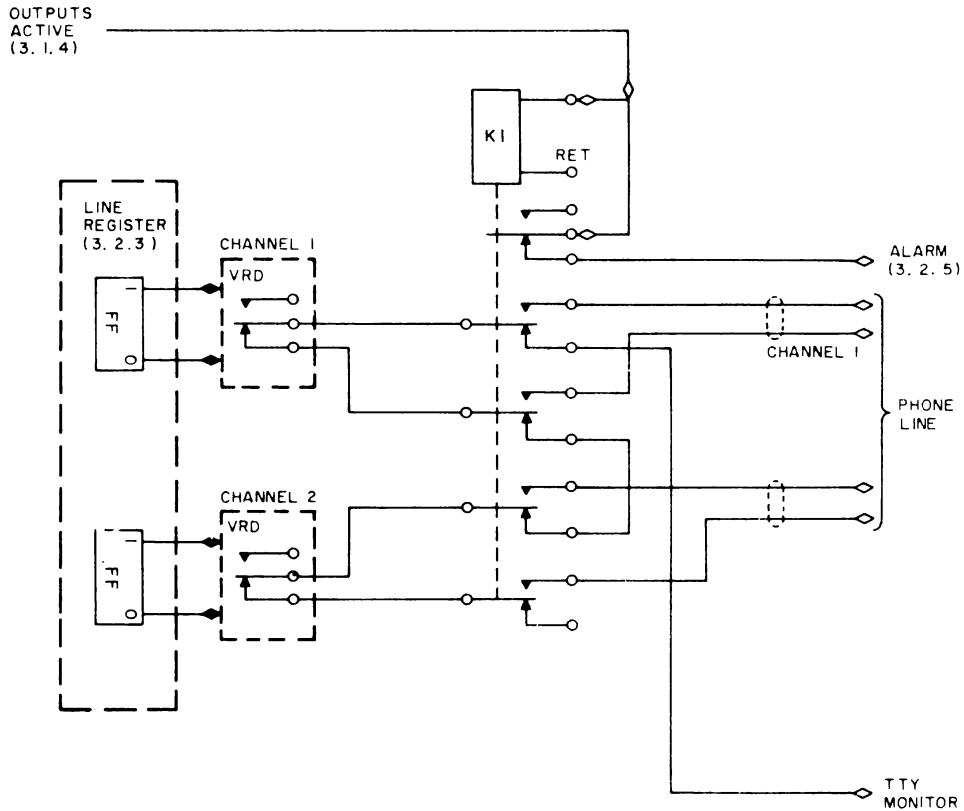 OUTPUTS
ACTIVE
(3.1.4)
K1
RET
LINE
REGISTER
(3.2.3)
CHANNEL 1
VRD
ALARM
(3.2.5)
1
FF
0
CHANNEL 1
PHONE
LINE
CHANNEL 2
VRD
1
FF
0
TTY
MONITOR